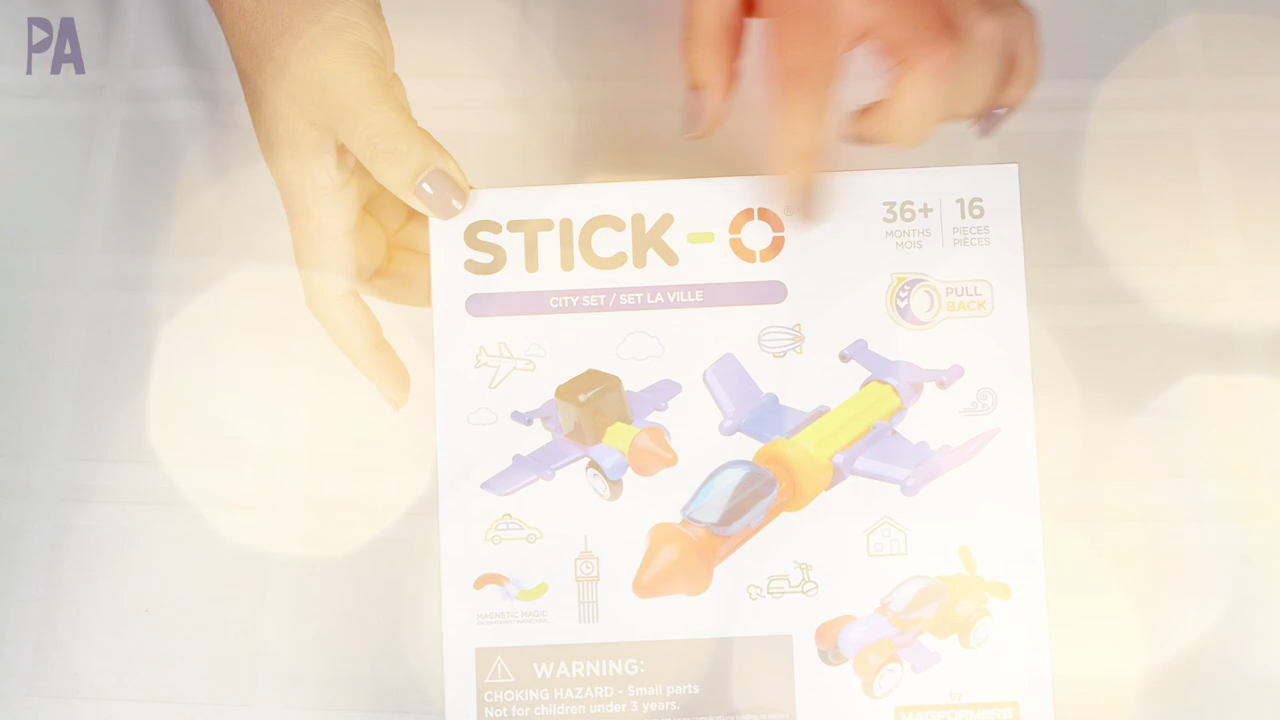 PA
STICK-O®
36+
MONTHS
MOIS
16
PIECES
PIÈCES
CITY SET / SET LA VILLE
PULL
BACK
MAGNETIC MAGIC
WARNING:
CHOKING HAZARD - Small parts
Not for children under 3 years.
by
MAGFORMERS